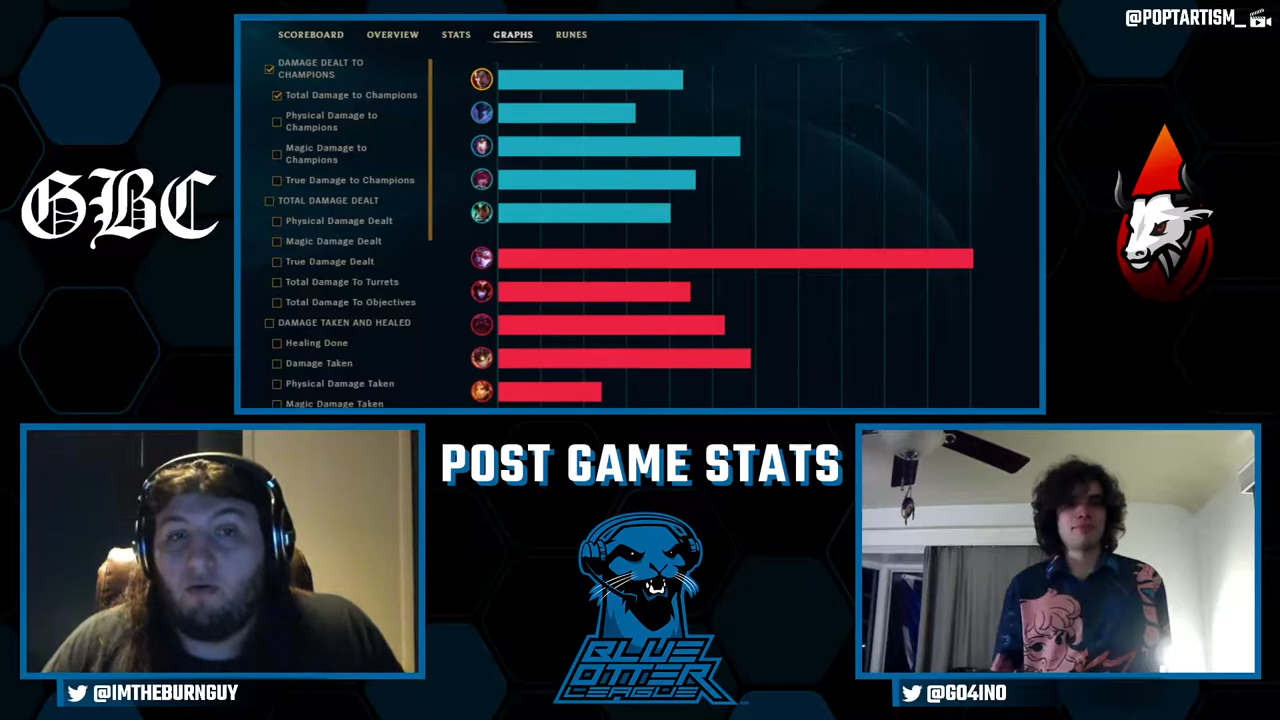 @POPTARTISM_
SCOREBOARD OVERVIEW STATS GRAPHS RUNES
DAMAGE DEALT TO
CHAMPIONS
Total Damage to Champions
Physical Damage to
Champions
Magic Damage to
Champions
True Damage to Champions
TOTAL DAMAGE DEALT
Physical Damage Dealt
Magic Damage Dealt
True Damage Dealt
Total Damage To Turrets
Total Damage To Objectives
DAMAGE TAKEN AND HEALED
Healing Done
Damage Taken
Physical Damage Taken
Magic Damage Taken
GBC
POST GAME STATS
BLUE
OTTER
LEAGUE
@IMTHEBURNGUY
@GO4INO